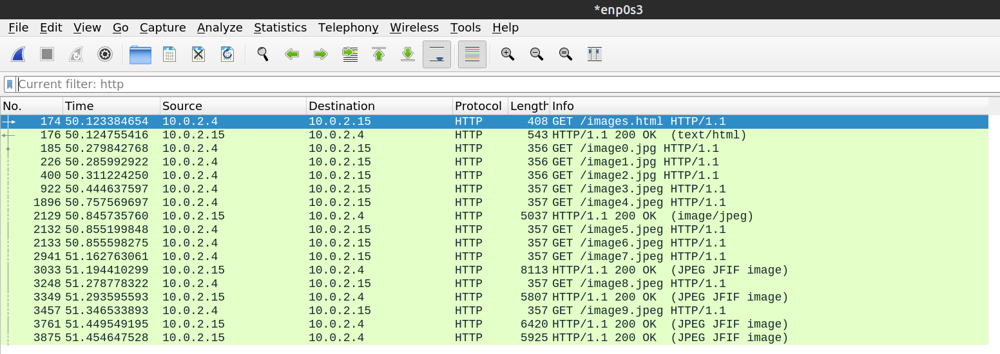 *enp0s3
File Edit View Go Capture Analyze Statistics Telephony Wireless Tools Help
Current filter: http
No. Time Source Destination Protocol Length Info
174 50.123384654 10.0.2.4 10.0.2.15 HTTP 408 GET /images.html HTTP/1.1
176 50.124755416 10.0.2.15 10.0.2.4 HTTP 543 HTTP/1.1 200 OK (text/html)
185 50.279842768 10.0.2.4 10.0.2.15 HTTP 356 GET /image0.jpg HTTP/1.1
226 50.285992922 10.0.2.4 10.0.2.15 HTTP 356 GET /image1.jpg HTTP/1.1
400 50.311224250 10.0.2.4 10.0.2.15 HTTP 356 GET /image2.jpg HTTP/1.1
922 50.444637597 10.0.2.4 10.0.2.15 HTTP 357 GET /image3.jpeg HTTP/1.1
1896 50.757569697 10.0.2.4 10.0.2.15 HTTP 357 GET /image4.jpeg HTTP/1.1
2129 50.845735760 10.0.2.15 10.0.2.4 HTTP 5037 HTTP/1.1 200 OK (image/jpeg)
2132 50.855199848 10.0.2.4 10.0.2.15 HTTP 357 GET /image5.jpeg HTTP/1.1
2133 50.855598275 10.0.2.4 10.0.2.15 HTTP 357 GET /image6.jpeg HTTP/1.1
2941 51.162763061 10.0.2.4 10.0.2.15 HTTP 357 GET /image7.jpeg HTTP/1.1
3033 51.194410299 10.0.2.15 10.0.2.4 HTTP 8113 HTTP/1.1 200 OK (JPEG JFIF image)
3248 51.278778322 10.0.2.4 10.0.2.15 HTTP 357 GET /image8.jpeg HTTP/1.1
3349 51.293595593 10.0.2.15 10.0.2.4 HTTP 5807 HTTP/1.1 200 OK (JPEG JFIF image)
3457 51.346533893 10.0.2.4 10.0.2.15 HTTP 357 GET /image9.jpeg HTTP/1.1
3761 51.449549195 10.0.2.15 10.0.2.4 HTTP 6420 HTTP/1.1 200 OK (JPEG JFIF image)
3875 51.454647528 10.0.2.15 10.0.2.4 HTTP 5925 HTTP/1.1 200 OK (JPEG JFIF image)